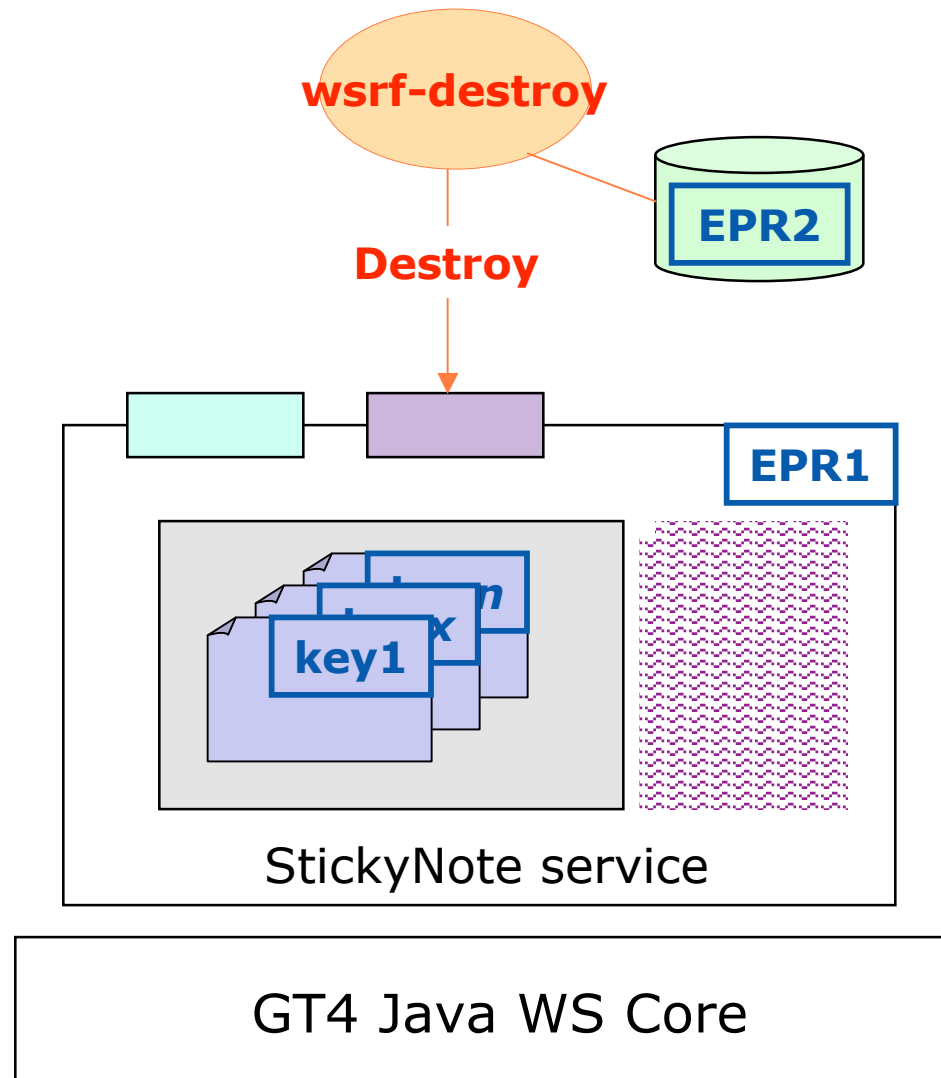 wsrf-destroy
EPR2
Destroy
EPR1
n
x
key1
StickyNote service
GT4 Java WS Core